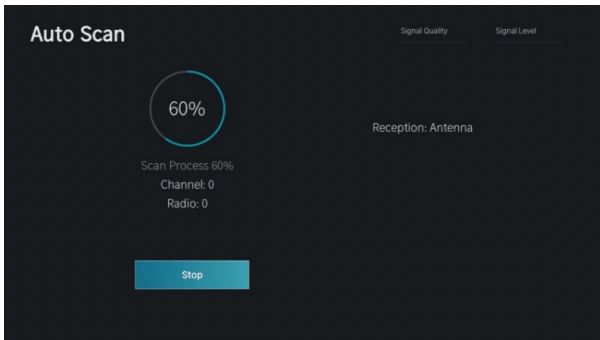 Auto Scan
Signal Quality
Signal Level
60%
Reception: Antenna
Scan Process 60%
Channel: 0
Radio: 0
Stop